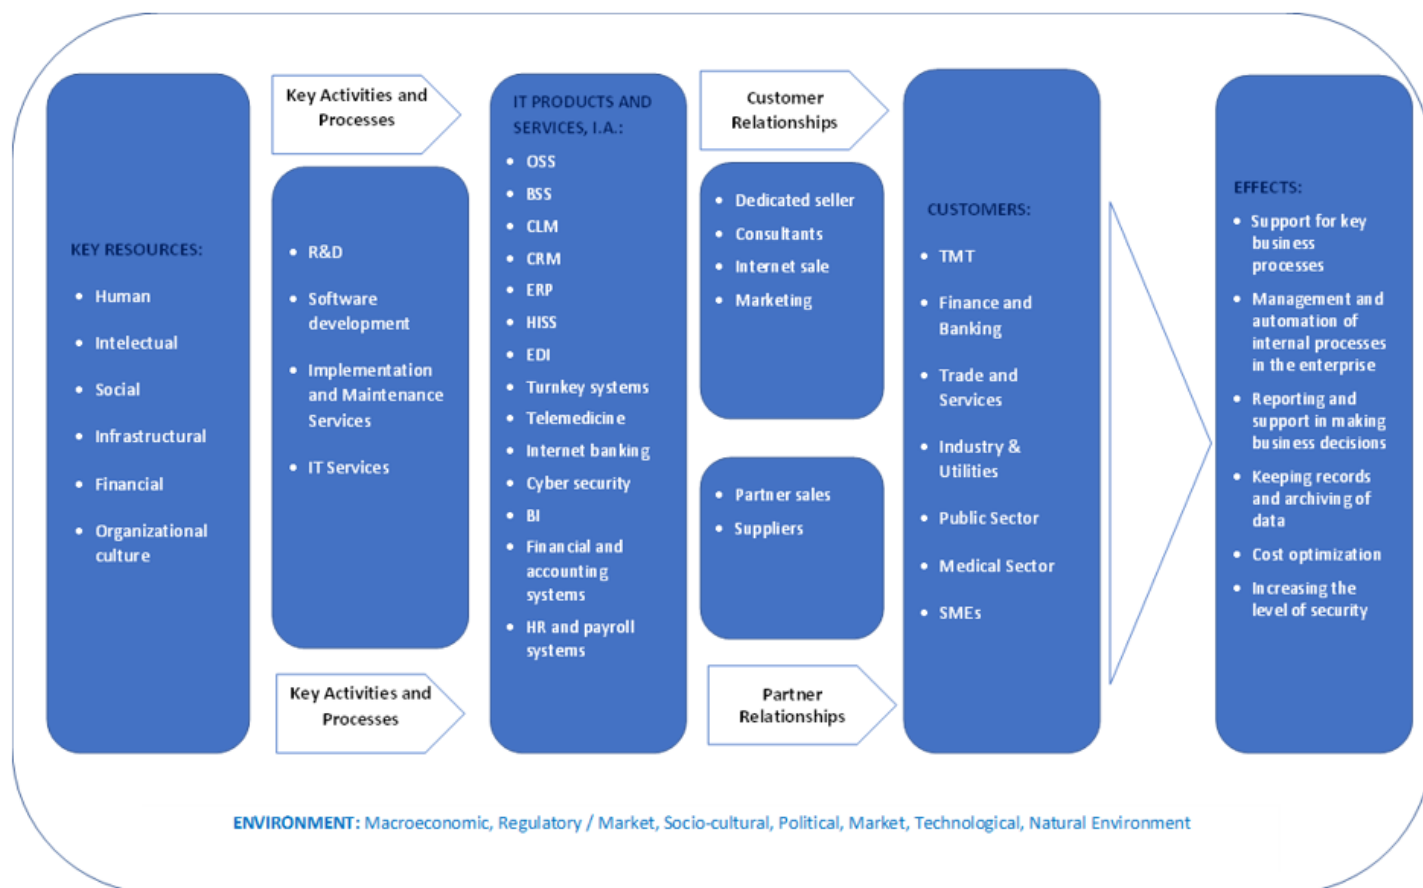 KEY RESOURCES:
Human
Intelectual
Social
Infrastructural
Financial
Organizational
culture
Key Activities and
Processes
R&D
Software
development
Implementation
and Maintenance
Services
IT Services
Key Activities and
Processes
IT PRODUCTS AND
SERVICES, I.A.:
OSS
BSS
CLM
CRM
ERP
HISS
EDI
Turnkey systems
Telemedicine
Internet banking
Cyber security
BI
Financial and
accounting
systems
HR and payroll
systems
Customer
Relationships
Dedicated seller
Consultants
Internet sale
Marketing
Partner sales
Suppliers
Partner
Relationships
CUSTOMERS:
TMT
Finance and
Banking
Trade and
Services
Industry &
Utilities
Public Sector
Medical Sector
SMEs
EFFECTS:
Support for key
business
processes
Management and
automation of
internal processes
in the enterprise
Reporting and
support in making
business decisions
Keeping records
and archiving of
data
Cost optimization
Increasing the
level of security
ENVIRONMENT: Macroeconomic, Regulatory / Market, Socio-cultural, Political, Market, Technological, Natural Environment